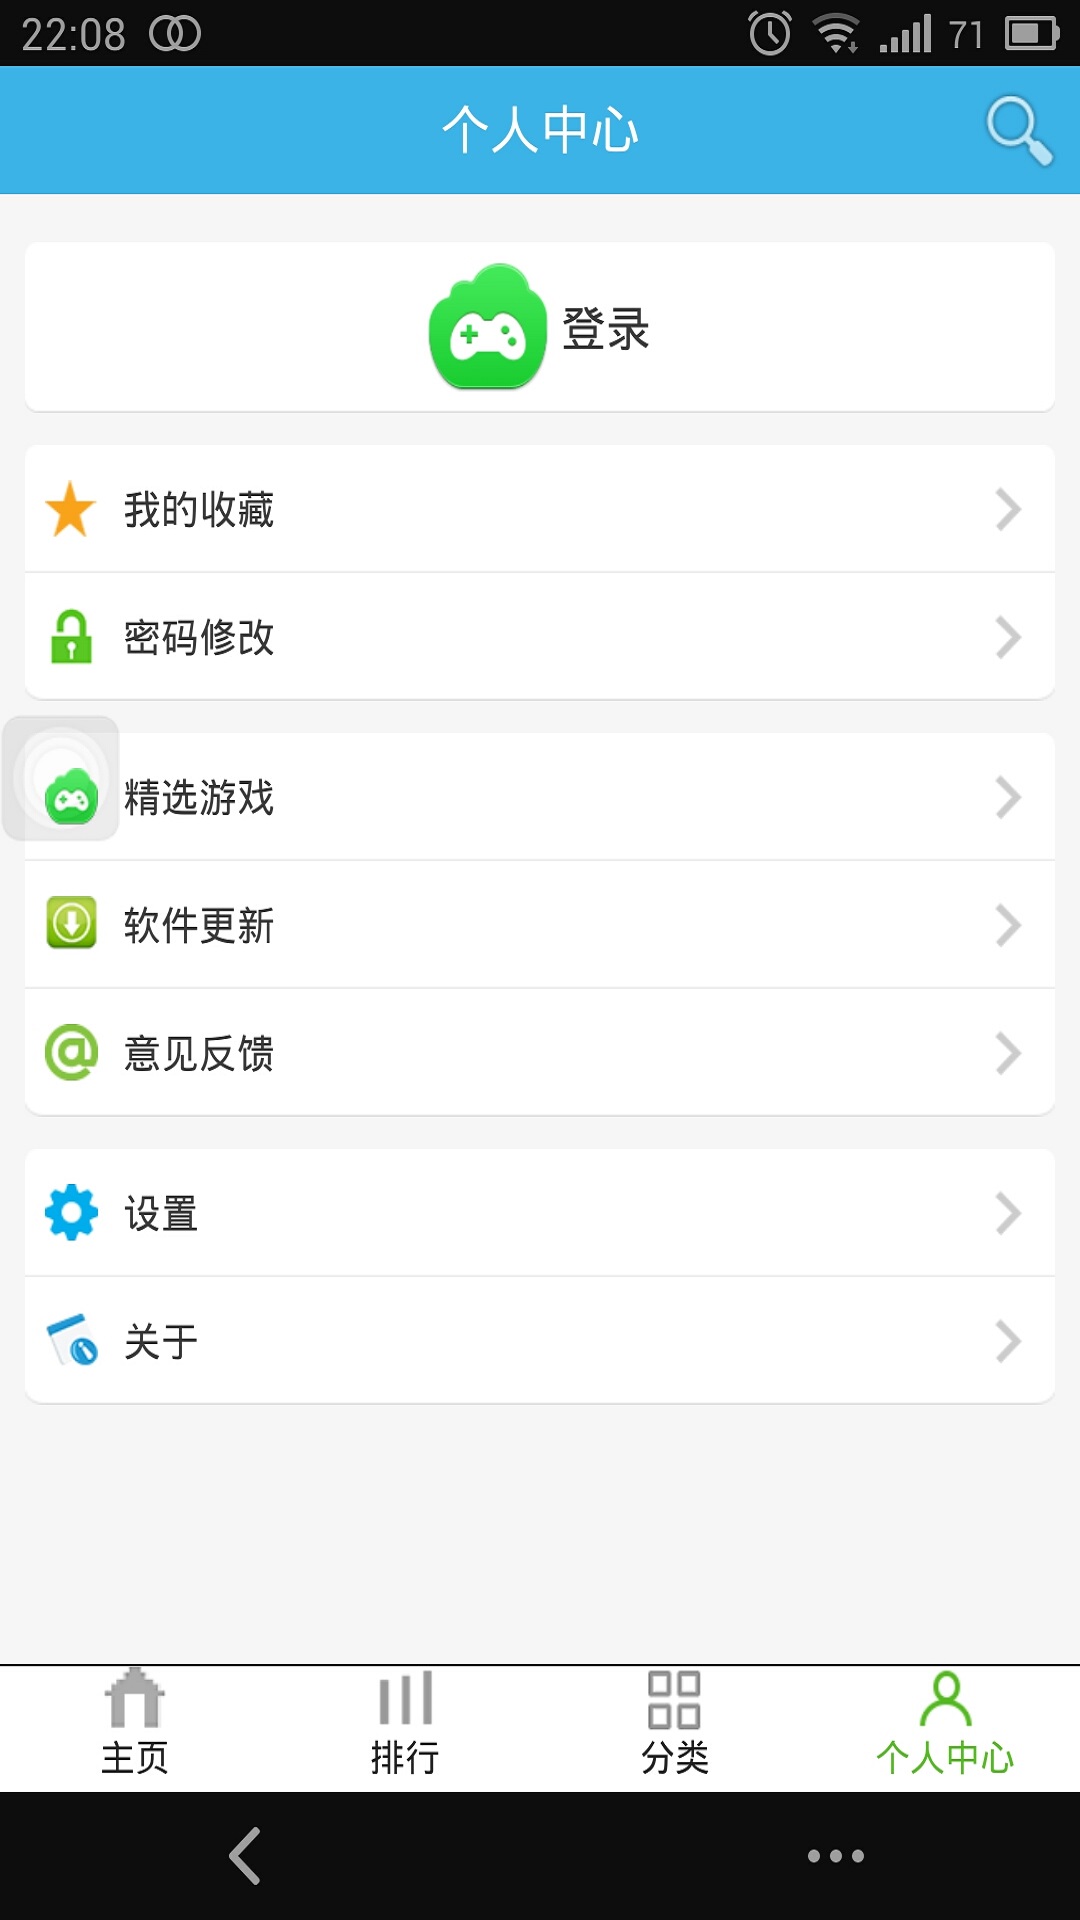 22:08
71
个人中心
登录
我的收藏
密码修改
精选游戏
软件更新
意见反馈
设置
关于
主页
排行
分类
个人中心